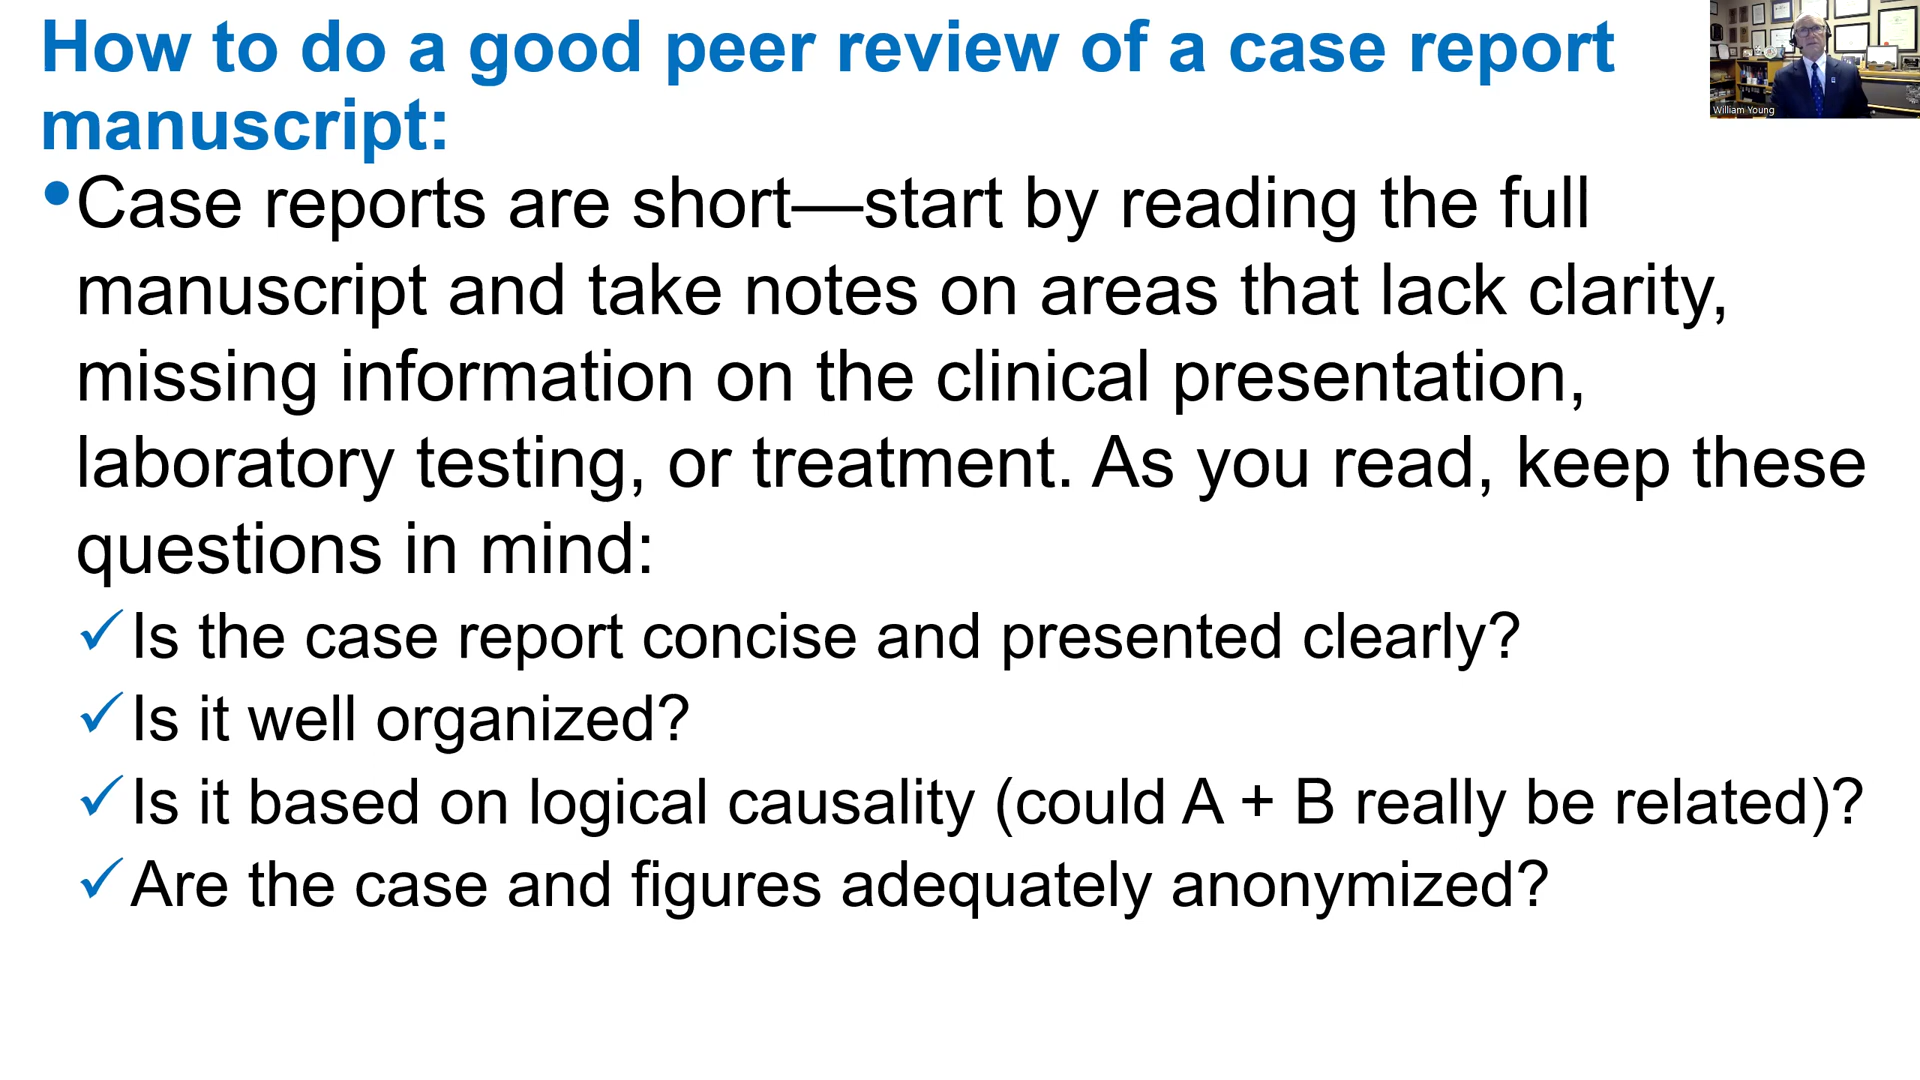 How to do a good peer review of a case report
manuscript:
•Case reports are short—start by reading the full
manuscript and take notes on areas that lack clarity,
missing information on the clinical presentation,
laboratory testing, or treatment. As you read, keep these
questions in mind:
✓Is the case report concise and presented clearly?
✓Is it well organized?
✓Is it based on logical causality (could A + B really be related)?
✓Are the case and figures adequately anonymized?
William Young